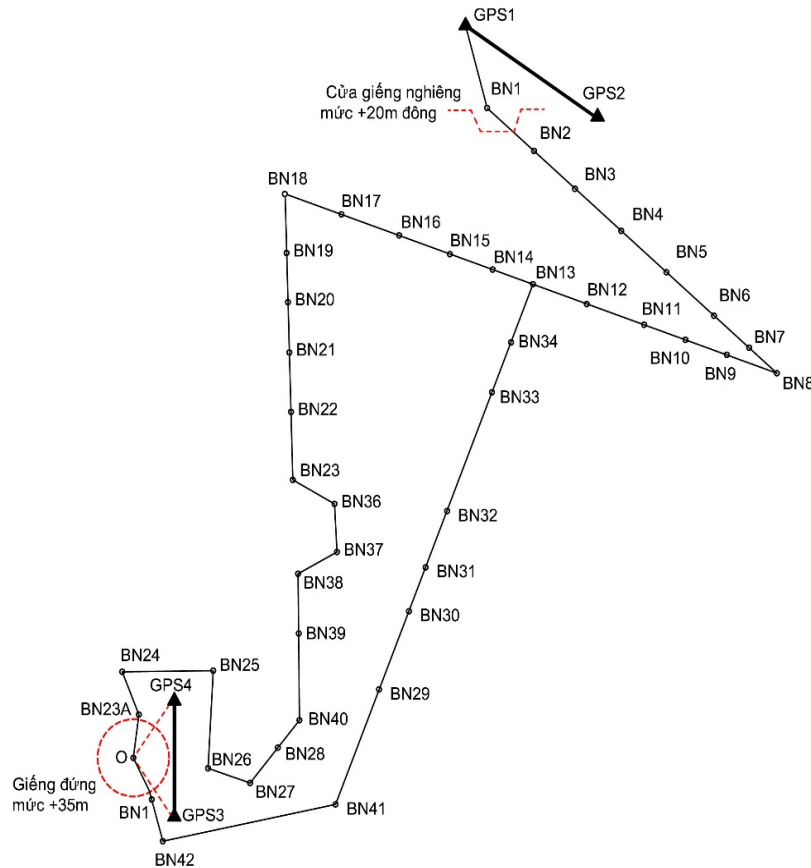 GPS1
BN1
GPS2
Cửa giếng nghiêng
mức +20m đông
BN2
BN3
BN18
BN17
BN4
BN16
BN19
BN15
BN14
BN5
BN13
BN20
BN12
BN6
BN11
BN34
BN7
BN21
BN10
BN9
BN8
BN33
BN22
BN23
BN36
BN32
BN37
BN31
BN38
BN30
BN39
BN24
BN25
GPS4
BN29
BN23A
BN40
BN28
O
BN26
Giếng đứng
mức +35m
BN27
BN1
GPS3
BN41
BN42